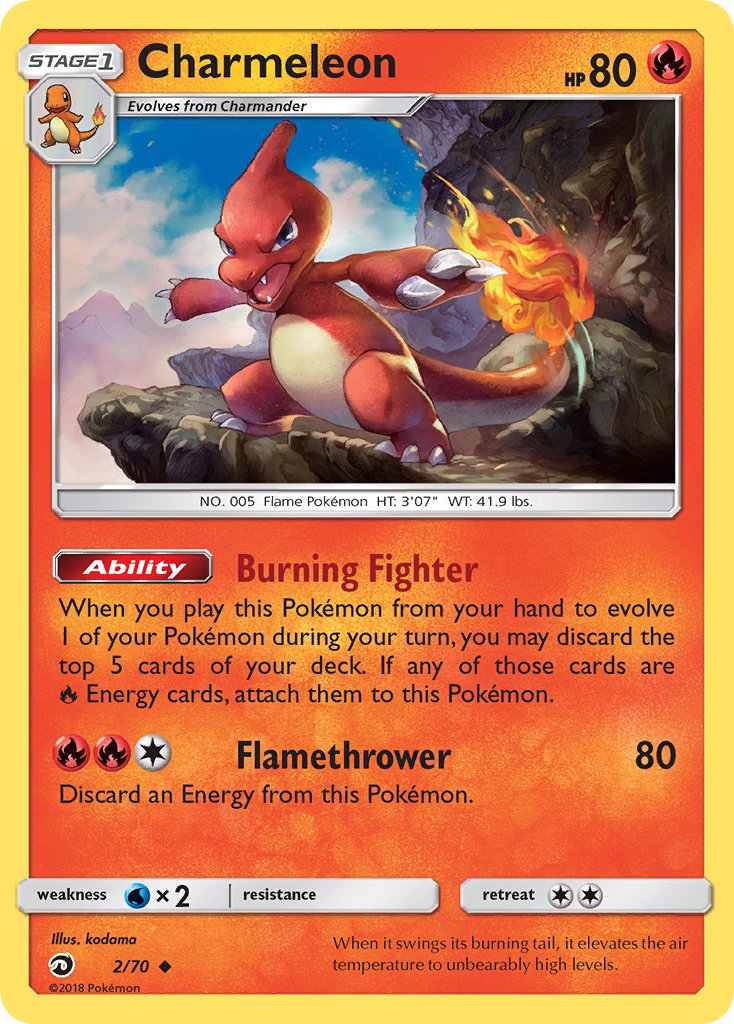 STAGE1
Charmeleon
HP 80
Evolves from Charmander
NO. 005 Flame Pokémon HT: 3'07" WT: 41.9 lbs.
Ability Burning Fighter
When you play this Pokémon from your hand to evolve
1 of your Pokémon during your turn, you may discard the
top 5 cards of your deck. If any of those cards are
Energy cards, attach them to this Pokémon.
Flamethrower 80
Discard an Energy from this Pokémon.
weakness ×2 resistance retreat
Illus. kodama
2/70
©2018 Pokémon
When it swings its burning tail, it elevates the air
temperature to unbearably high levels.